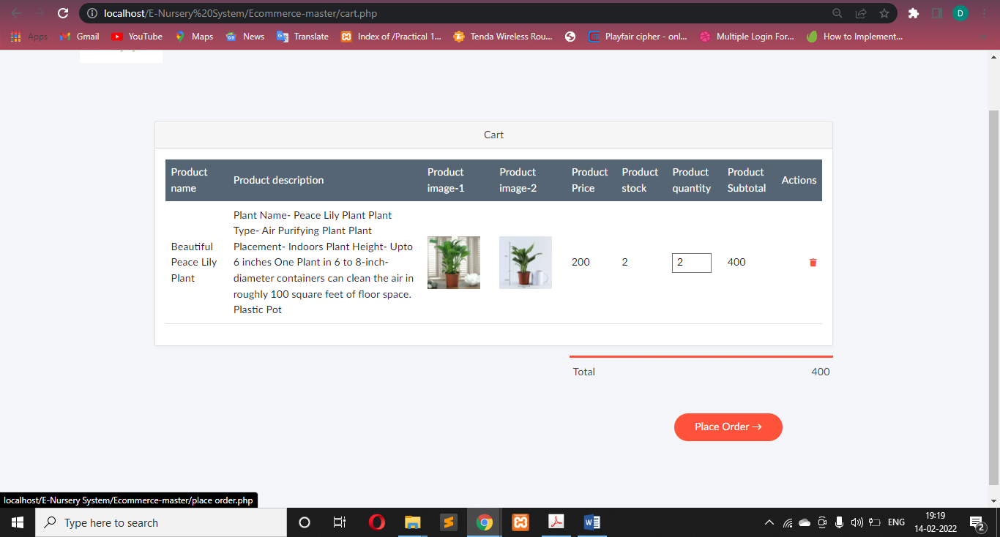 localhost/E-Nursery%20System/Ecommerce-master/cart.php
D
Apps Gmail YouTube Maps News Translate Index of /Practical 1... Tenda Wireless Rou... Playfair cipher - onl... Multiple Login For... How to Implement...
Cart
Product name
Product description
Product image-1
Product image-2
Product Price
Product stock
Product quantity
Product Subtotal
Actions
Beautiful
Peace Lily
Plant
Plant Name- Peace Lily Plant Plant
Type- Air Purifying Plant Plant
Placement- Indoors Plant Height- Upto
6 inches One Plant in 6 to 8-inch-
diameter containers can clean the air in
roughly 100 square feet of floor space.
Plastic Pot
200
2
2
400
Total 400
Place Order →
localhost/E-Nursery System/Ecommerce-master/place order.php
Type here to search
ENG
19:19
14-02-2022
2